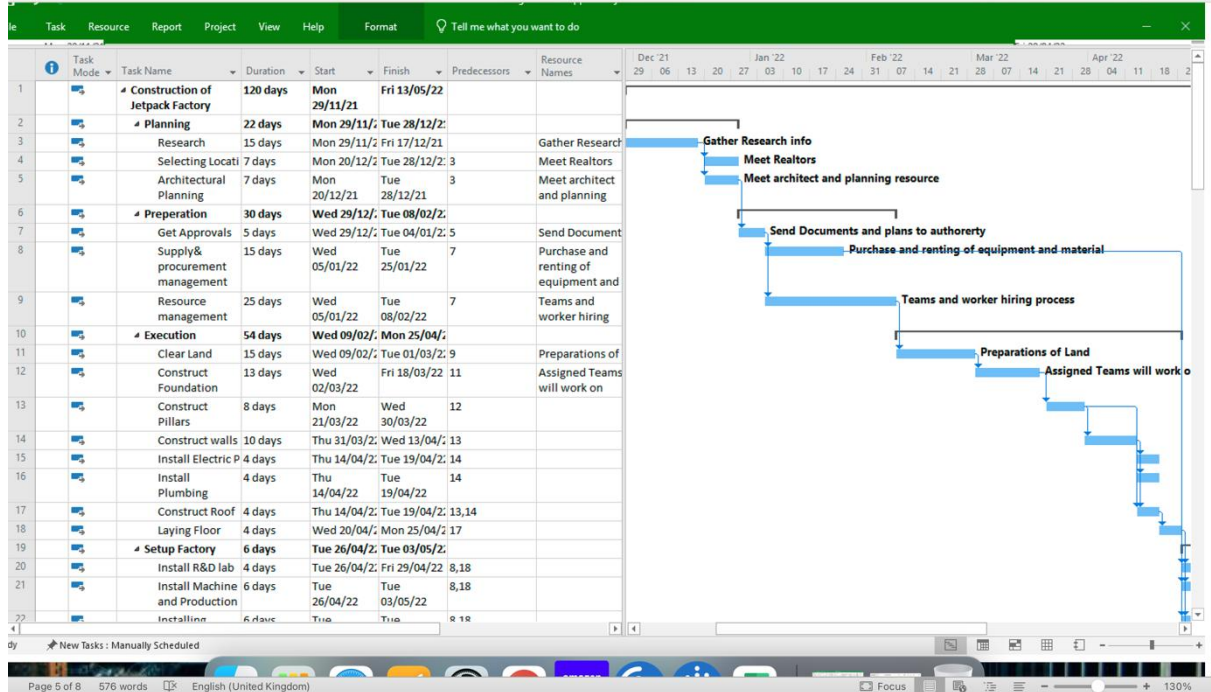 Task Resource Report Project View Help Format Tell me what you want to do
Task Mode Task Name Duration Start Finish Predecessors Resource Names
Dec '21 Jan '22 Feb '22 Mar '22 Apr '22
29 06 13 20 27 03 10 17 24 31 07 14 21 28 07 14 21 28 04 11 18
1 Construction of Jetpack Factory 120 days Mon 29/11/21 Fri 13/05/22
2 Planning 22 days Mon 29/11/2 Tue 28/12/2
3 Research 15 days Mon 29/11/2 Fri 17/12/21 Gather Research
Gather Research info
4 Selecting Locati 7 days Mon 20/12/2 Tue 28/12/2 3 Meet Realtors
Meet Realtors
5 Architectural Planning 7 days Mon 20/12/21 Tue 28/12/21 3 Meet architect and planning
Meet architect and planning resource
6 Preperation 30 days Wed 29/12/ Tue 08/02/2
7 Get Approvals 5 days Wed 29/12/ Tue 04/01/2 5 Send Document
Send Documents and plans to authorerty
8 Supply& procurement management 15 days Wed 05/01/22 Tue 25/01/22 7 Purchase and renting of equipment and
Purchase and renting of equipment and material
9 Resource management 25 days Wed 05/01/22 Tue 08/02/22 7 Teams and worker hiring
Teams and worker hiring process
10 Execution 54 days Wed 09/02/ Mon 25/04/
11 Clear Land 15 days Wed 09/02/ Tue 01/03/2 9 Preparations of
Preparations of Land
12 Construct Foundation 13 days Wed 02/03/22 Fri 18/03/22 11 Assigned Teams will work on
Assigned Teams will work o
13 Construct Pillars 8 days Mon 21/03/22 Wed 30/03/22 12
14 Construct walls 10 days Thu 31/03/2 Wed 13/04/ 13
15 Install Electric P 4 days Thu 14/04/2 Tue 19/04/2 14
16 Install Plumbing 4 days Thu 14/04/22 Tue 19/04/22 14
17 Construct Roof 4 days Thu 14/04/2 Tue 19/04/2 13,14
18 Laying Floor 4 days Wed 20/04/ Mon 25/04/ 17
19 Setup Factory 6 days Tue 26/04/2 Tue 03/05/2
20 Install R&D lab 4 days Tue 26/04/2 Fri 29/04/22 8,18
21 Install Machine and Production 6 days Tue 26/04/22 Tue 03/05/22 8,18
22 Installing 6 days Tue Tue 8,18
New Tasks : Manually Scheduled
Page 5 of 8 576 words English (United Kingdom) Focus 130%